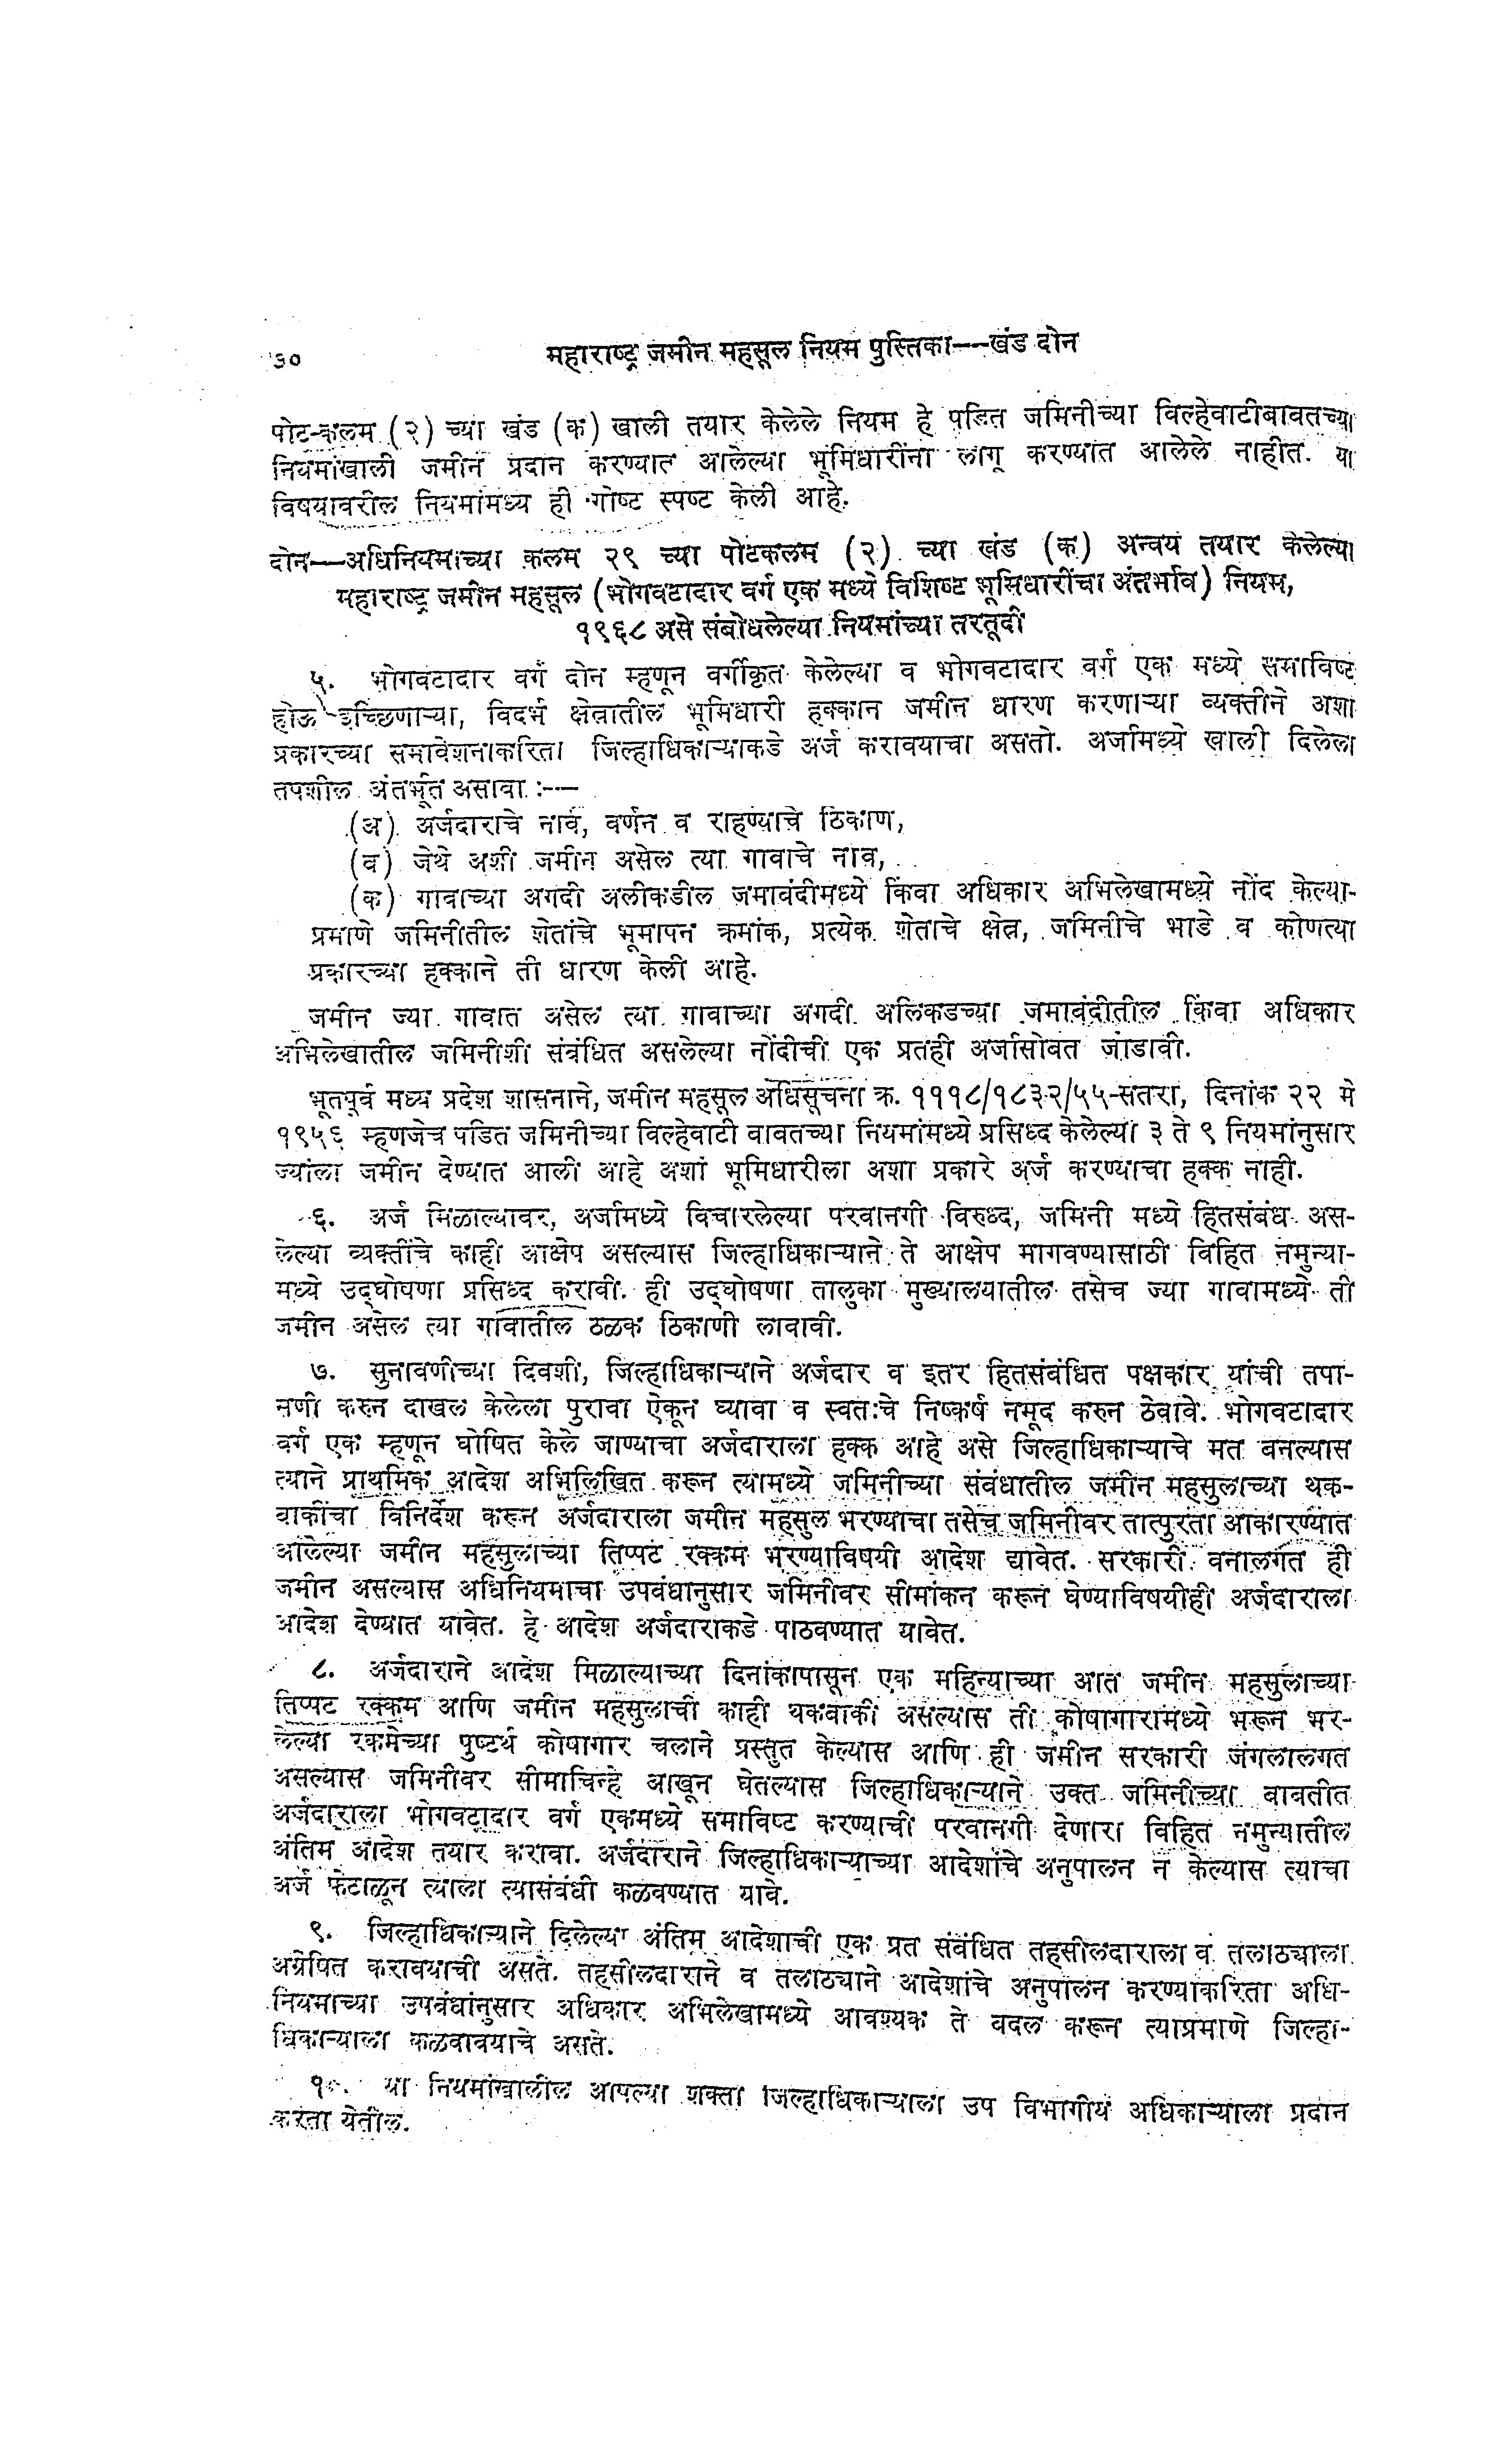 ३०
महाराष्ट्र जमीन महसूल नियम पुस्तिका--खंड दोन
पोट-कलम (२) च्या खंड (क) खाली तयार केलेले नियम हे पडित जमिनीच्या विल्हेवाटीबाबतच्या
नियमांखाली जमीन प्रदान करण्यात आलेल्या भूमिधारींना लागू करण्यात आलेले नाहीत. या
विषयावरील नियमांमध्य ही गोष्ट स्पष्ट केली आहे.
दोन--अधिनियमाच्या कलम २९ च्या पोटकलम (२) च्या खंड (क) अन्वय तयार केलेल्या
महाराष्ट्र जमीन महसूल (भोगवटादार वर्ग एक मध्ये विशिष्ट भूमिधारींचा अंतर्भाव) नियम,
१९६८ असे संबोधलेल्या नियमांच्या तरतूदी
५. भोगवटादार वर्ग दोन म्हणून वर्गीकृत केलेल्या व भोगवटादार वर्ग एक मध्ये समाविष्ट
होऊ इच्छिणाऱ्या, विदर्भ क्षेत्रातील भूमिधारी हक्कान जमीन धारण करणाऱ्या व्यक्तीने अशा
प्रकारच्या समावेशनाकरिता जिल्हाधिकाऱ्याकडे अर्ज करावयाचा असतो. अर्जामध्ये खाली दिलेला
तपशील अंतर्भूत असावा :--
(अ) अर्जदाराचे नाव, वर्णन व राहण्याचे ठिकाण,
(ब) जेथे अशी जमीन असेल त्या गावाचे नाव,
(क) गावाच्या अगदी अलीकडील जमाबंदीमध्ये किंवा अधिकार अभिलेखामध्ये नोंद केल्या-
प्रमाणे जमिनीतील शेतांचे भूमापन क्रमांक, प्रत्येक शेताचे क्षेत्र, जमिनीचे भाडे व कोणत्या
प्रकारच्या हक्काने ती धारण केली आहे.
जमीन ज्या गावात असेल त्या गावाच्या अगदी अलिकडच्या जमाबंदीतील किंवा अधिकार
अभिलेखातील जमिनीशी संबंधित असलेल्या नोंदीची एक प्रतही अर्जासोबत जोडावी.
भूतपूर्व मध्य प्रदेश शासनाने, जमीन महसूल अधिसूचना क्र. १११८/१८३२/५५-सतरा, दिनांक २२ मे
१९५६ म्हणजेच पडित जमिनीच्या विल्हेवाटी बाबतच्या नियमांमध्ये प्रसिध्द केलेल्या ३ ते ९ नियमांनुसार
ज्यांला जमीन देण्यात आली आहे अशा भूमिधारीला अशा प्रकारे अर्ज करण्याचा हक्क नाही.
६. अर्ज मिळाल्यावर, अर्जामध्ये विचारलेल्या परवानगी विरुध्द, जमिनी मध्ये हितसंबंध अस-
लेल्या व्यक्तींचे काही आक्षेप असल्यास जिल्हाधिकाऱ्याने ते आक्षेप मागवण्यासाठी विहित नमुन्या-
मध्ये उद्घोषणा प्रसिध्द करावी. ही उद्घोषणा तालुका मुख्यालयातील तसेच ज्या गावामध्ये ती
जमीन असेल त्या गावातील ठळक ठिकाणी लावावी.
७. सुनावणीच्या दिवशी, जिल्हाधिकाऱ्याने अर्जदार व इतर हितसंबंधित पक्षकार यांची तपा-
सणी करुन दाखल केलेला पुरावा ऐकून घ्यावा व स्वतःचे निष्कर्ष नमूद करुन ठेवावे. भोगवटादार
वर्ग एक म्हणून घोषित केले जाण्याचा अर्जदाराला हक्क आहे असे जिल्हाधिकाऱ्याचे मत बनल्यास
त्याने प्राथमिक आदेश अभिलिखित करून त्यामध्ये जमिनीच्या संबंधातील जमीन महसुलाच्या थक-
बाकीचा विनिर्देश करून अर्जदाराला जमीन महसुल भरण्याचा तसेच जमिनीवर तात्पुरता आकारण्यात
आलेल्या जमीन महसुलाच्या तिप्पट रक्कम भरण्याविषयी आदेश द्यावेत. सरकारी वनालगत ही
जमीन असल्यास अधिनियमाचा उपबंधानुसार जमिनीवर सीमांकन करून घेण्याविषयीही अर्जदाराला
आदेश देण्यात यावेत. हे आदेश अर्जदाराकडे पाठवण्यात यावेत.
८. अर्जदाराने आदेश मिळाल्याच्या दिनांकापासून एक महिन्याच्या आत जमीन महसुलाच्या
तिप्पट रक्कम आणि जमीन महसुलाची काही थकबाकी असल्यास ती कोषागारामध्ये भरून भर-
लेल्या रकमेच्या पुष्टर्थ कोषागार चलाने प्रस्तुत केल्यास आणि ही जमीन सरकारी जंगलालगत
असल्यास जमिनीवर सीमाचिन्हे आखून घेतल्यास जिल्हाधिकाऱ्याने उक्त जमिनीच्या बाबतीत
अर्जदाराला भोगवटादार वर्ग एकमध्ये समाविष्ट करण्याची परवानगी देणारा विहित नमुन्यातील
अंतिम आदेश तयार करावा. अर्जदाराने जिल्हाधिकाऱ्याच्या आदेशांचे अनुपालन न केल्यास त्याचा
अर्ज फेटाळून त्याला त्यासंबंधी कळवण्यात यावे.
९. जिल्हाधिकाऱ्याने दिलेल्या अंतिम आदेशाची एक प्रत संबंधित तहसीलदाराला व तलाठ्याला
अग्रेषित करावयाची असते. तहसीलदाराने व तलाठ्याने आदेशांचे अनुपालन करण्याकरिता अधि-
नियमाच्या उपबंधांनुसार अधिकार अभिलेखामध्ये आवश्यक ते बदल करून त्याप्रमाणे जिल्हा-
धिकाऱ्याला कळवावयाचे असते.
१०. या नियमांखालील आपल्या शक्ती जिल्हाधिकाऱ्याला उप विभागीय अधिकाऱ्याला प्रदान
करता येतील.